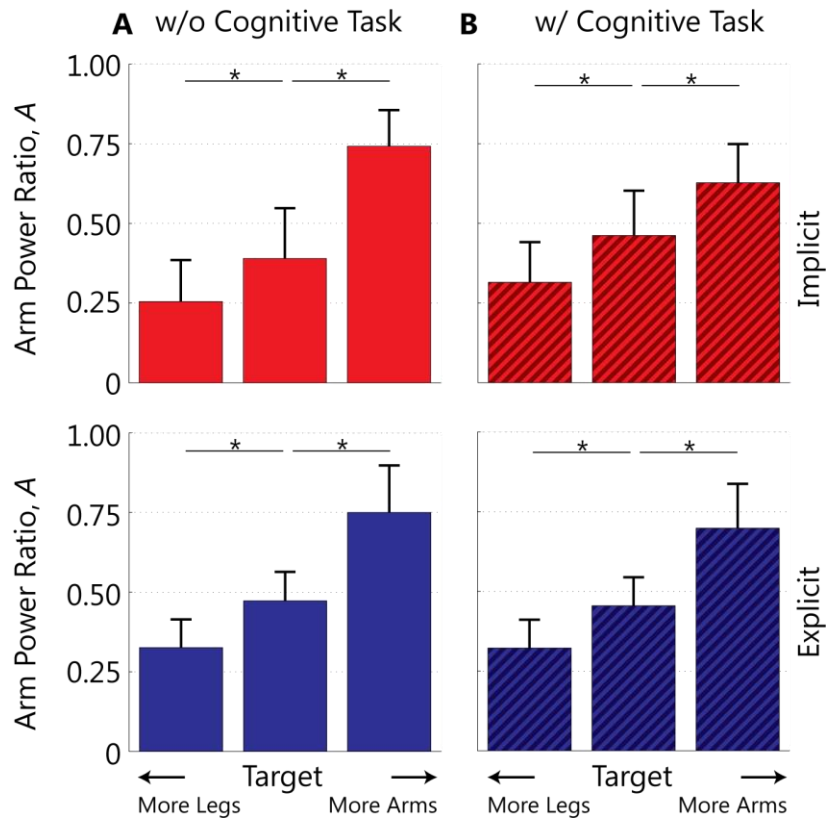 A w/o Cognitive Task
B w/ Cognitive Task
Arm Power Ratio, A
1.00
0.75
0.50
0.25
0
* *
* *
Implicit
Arm Power Ratio, A
1.00
0.75
0.50
0.25
0
* *
* *
Explicit
Target
More Legs More Arms
Target
More Legs More Arms